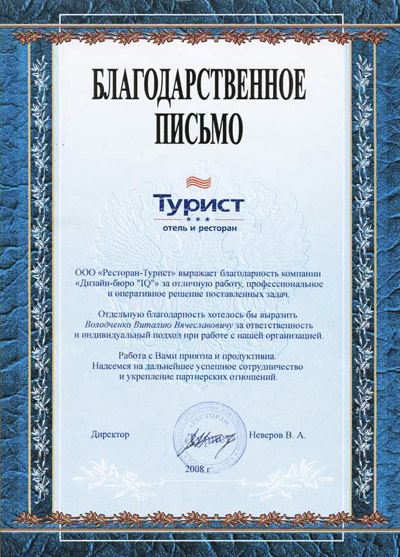 БЛАГОДАРСТВЕННОЕ
ПИСЬМО
Турист
отель и ресторан
ООО «Ресторан-Турист» выражает благодарность компании
«Дизайн-бюро "IQ"» за отличную работу, профессиональное
и оперативное решение поставленных задач.
Отдельную благодарность хотелось бы выразить
Володченко Виталию Вячеславовичу за ответственность
и индивидуальный подход при работе с нашей организацией.
Работа с Вами приятна и продуктивна.
Надеемся на дальнейшее успешное сотрудничество
и укрепление партнерских отношений.
Директор Неверов В. А.
2008 г